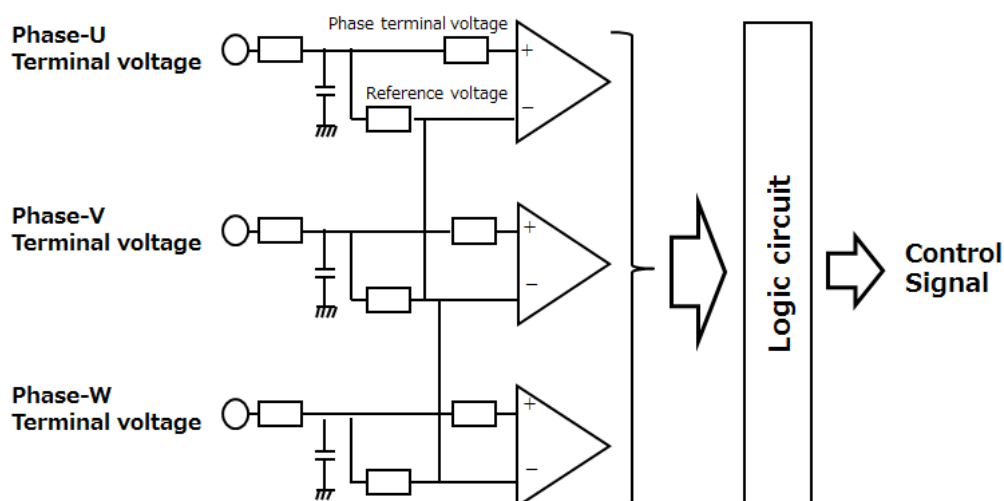 Phase-U
Terminal voltage
Phase terminal voltage
+
Reference voltage
−
Phase-V
Terminal voltage
+
−
Phase-W
Terminal voltage
+
−
Logic circuit
Control
Signal